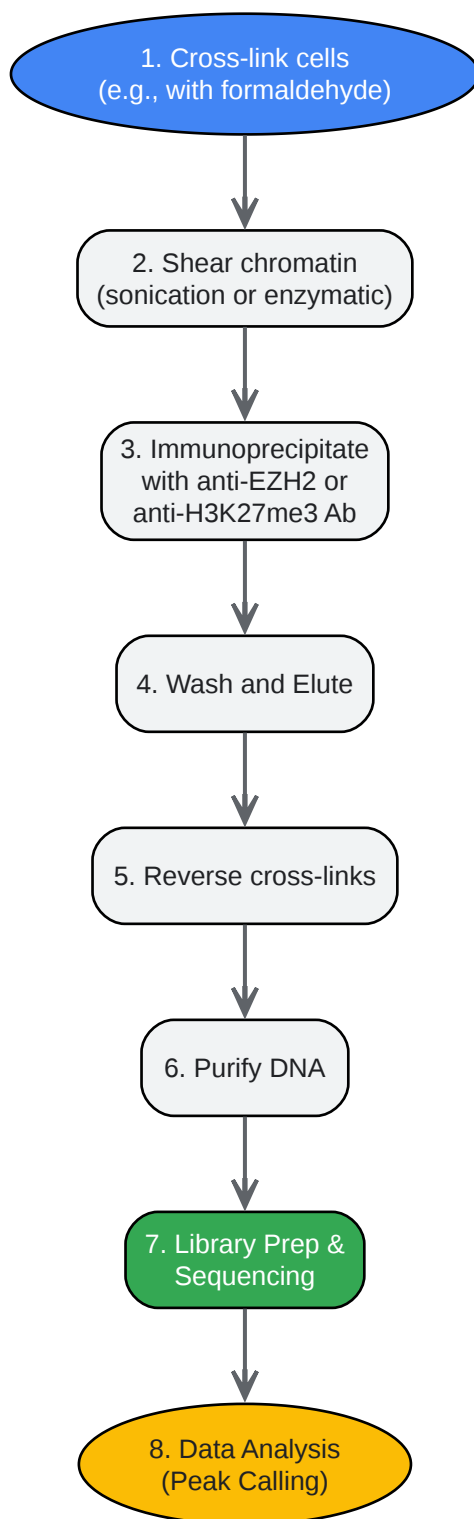 1. Cross-link cells
(e.g., with formaldehyde)
2. Shear chromatin
(sonication or enzymatic)
3. Immunoprecipitate
with anti-EZH2 or
anti-H3K27me3 Ab
4. Wash and Elute
5. Reverse cross-links
6. Purify DNA
7. Library Prep &
Sequencing
8. Data Analysis
(Peak Calling)